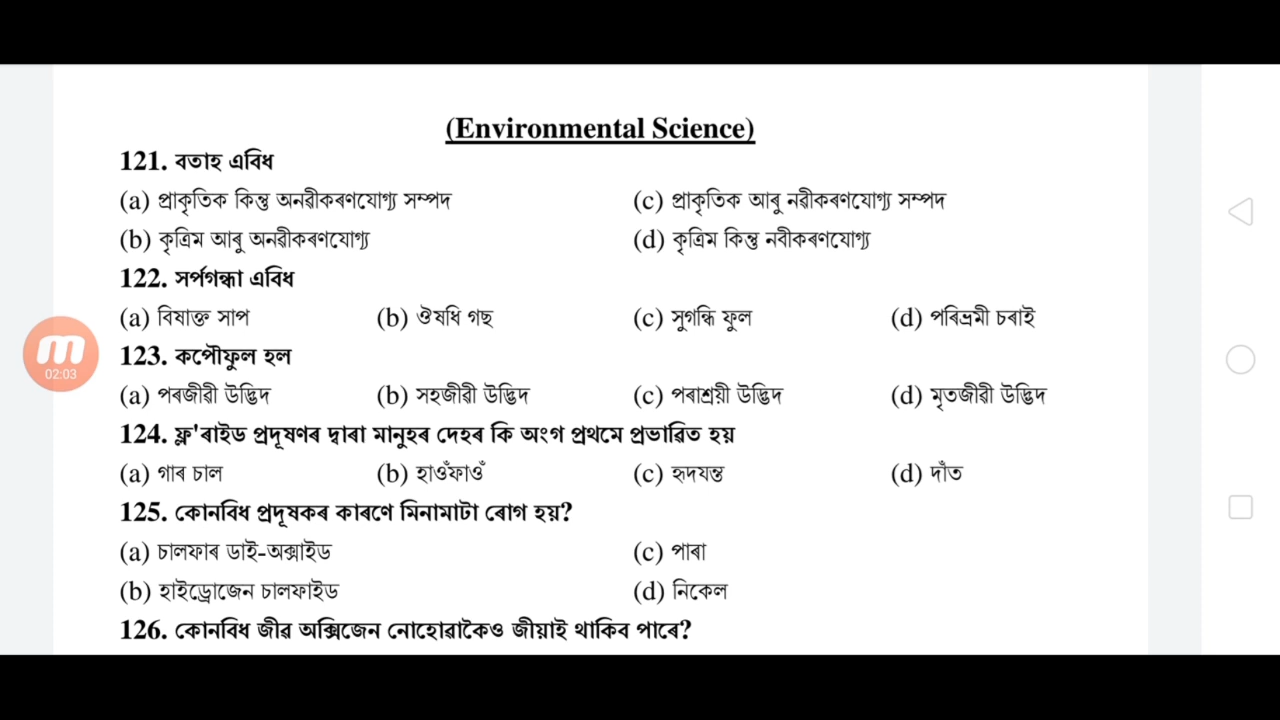 (Environmental Science)
121. বতাহ এবিধ
(a) প্ৰাকৃতিক কিন্তু অনৱীকৰণযোগ্য সম্পদ (c) প্ৰাকৃতিক আৰু নৱীকৰণযোগ্য সম্পদ
(b) কৃত্ৰিম আৰু অনৱীকৰণযোগ্য (d) কৃত্ৰিম কিন্তু নবীকৰণযোগ্য
122. সৰ্পগন্ধা এবিধ
(a) বিষাক্ত সাপ (b) ঔষধি গছ (c) সুগন্ধি ফুল (d) পৰিভ্ৰমী চৰাই
123. কপৌফুল হল
(a) পৰজীৱী উদ্ভিদ (b) সহজীৱী উদ্ভিদ (c) পৰাশ্ৰয়ী উদ্ভিদ (d) মৃতজীৱী উদ্ভিদ
124. ফ্ল'ৰাইড প্ৰদূষণৰ দ্বাৰা মানুহৰ দেহৰ কি অংগ প্ৰথমে প্ৰভাৱিত হয়
(a) গাৰ চাল (b) হাওঁফাওঁ (c) হৃদযন্ত্ৰ (d) দাঁত
125. কোনবিধ প্ৰদূষকৰ কাৰণে মিনামাটা ৰোগ হয়?
(a) চালফাৰ ডাই-অক্সাইড (c) পাৰা
(b) হাইড্ৰোজেন চালফাইড (d) নিকেল
126. কোনবিধ জীৱ অক্সিজেন নোহোৱাকৈও জীয়াই থাকিব পাৰে?
02:03